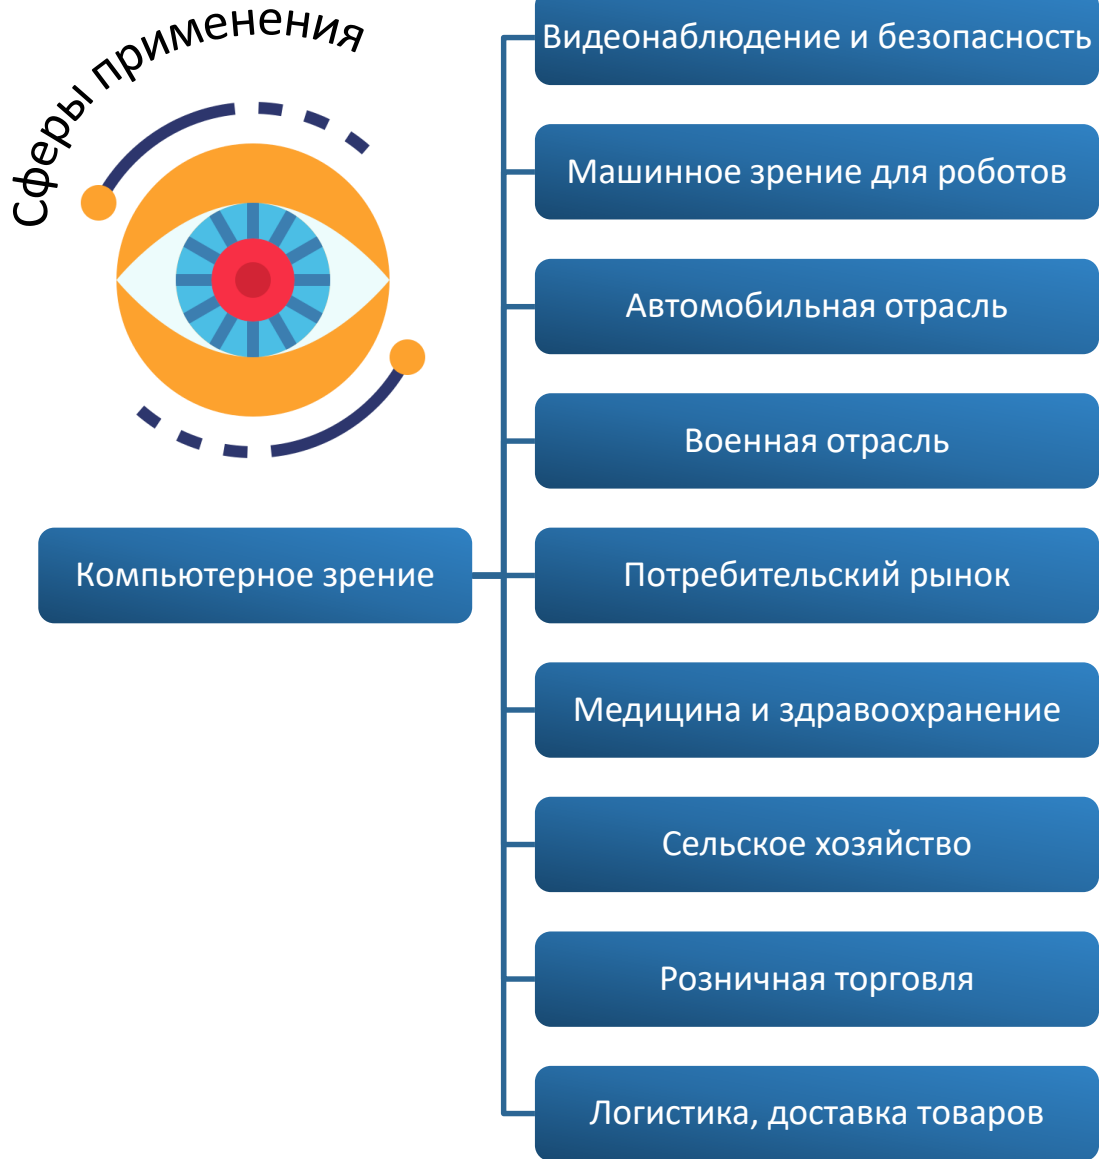 Сферы применения
Видеонаблюдение и безопасность
Машинное зрение для роботов
Автомобильная отрасль
Военная отрасль
Компьютерное зрение
Потребительский рынок
Медицина и здравоохранение
Сельское хозяйство
Розничная торговля
Логистика, доставка товаров